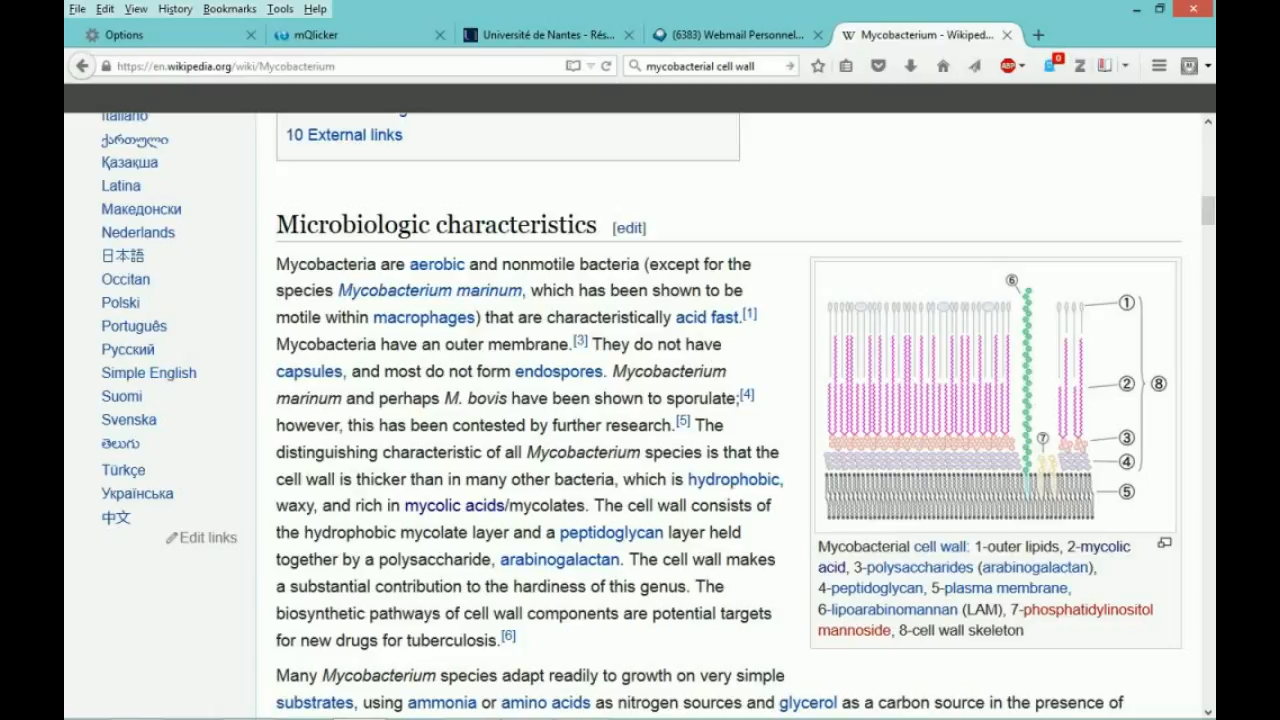 File Edit View History Bookmarks Tools Help
Options
mQlicker
Université de Nantes - Rés...
(6383) Webmail Personnel...
Mycobacterium - Wikiped...
https://en.wikipedia.org/wiki/Mycobacterium
mycobacterial cell wall
ABP
0
Z
Italiano
ქართული
Қазақша
Latina
Македонски
Nederlands
日本語
Occitan
Polski
Português
Русский
Simple English
Suomi
Svenska
తెలుగు
Türkçe
Українська
中文
Edit links
10 External links
Microbiologic characteristics [edit]
Mycobacteria are aerobic and nonmotile bacteria (except for the
species Mycobacterium marinum, which has been shown to be
motile within macrophages) that are characteristically acid fast.[1]
Mycobacteria have an outer membrane.[3] They do not have
capsules, and most do not form endospores. Mycobacterium
marinum and perhaps M. bovis have been shown to sporulate;[4]
however, this has been contested by further research.[5] The
distinguishing characteristic of all Mycobacterium species is that the
cell wall is thicker than in many other bacteria, which is hydrophobic,
waxy, and rich in mycolic acids/mycolates. The cell wall consists of
the hydrophobic mycolate layer and a peptidoglycan layer held
together by a polysaccharide, arabinogalactan. The cell wall makes
a substantial contribution to the hardiness of this genus. The
biosynthetic pathways of cell wall components are potential targets
for new drugs for tuberculosis.[6]
Many Mycobacterium species adapt readily to growth on very simple
substrates, using ammonia or amino acids as nitrogen sources and glycerol as a carbon source in the presence of
⑥
①
②
⑧
⑦
③
④
⑤
Mycobacterial cell wall: 1-outer lipids, 2-mycolic
acid, 3-polysaccharides (arabinogalactan),
4-peptidoglycan, 5-plasma membrane,
6-lipoarabinomannan (LAM), 7-phosphatidylinositol
mannoside, 8-cell wall skeleton